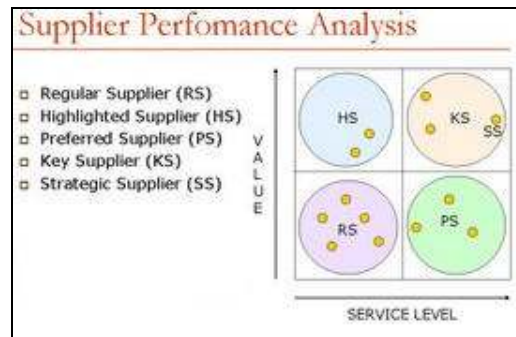 Supplier Perfomance Analysis
Regular Supplier (RS)
Highlighted Supplier (HS)
Preferred Supplier (PS)
Key Supplier (KS)
Strategic Supplier (SS)
VALUE
HS
KS
SS
RS
PS
SERVICE LEVEL